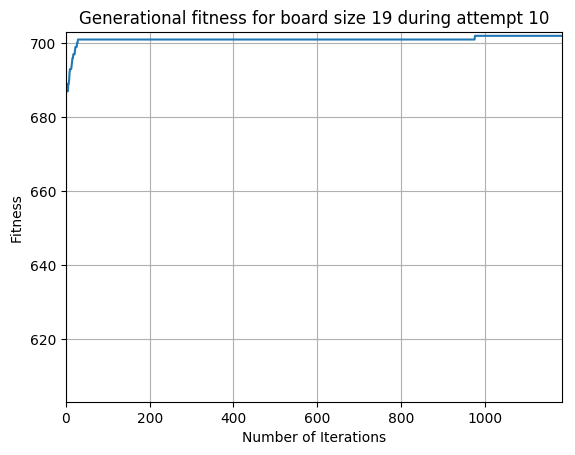 Generational fitness for board size 19 during attempt 10
700
680
660
640
620
Fitness
0 200 400 600 800 1000
Number of Iterations